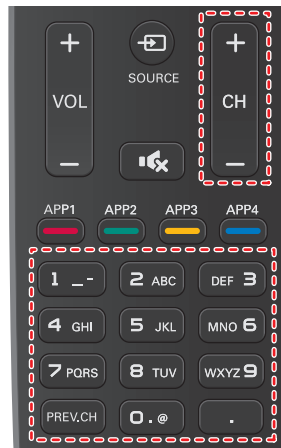 + +
SOURCE
VOL CH
– –
APP1 APP2 APP3 APP4
1 _- 2 ABC DEF 3
4 GHI 5 JKL MNO 6
7 PQRS 8 TUV WXYZ 9
PREV.CH 0.@ .